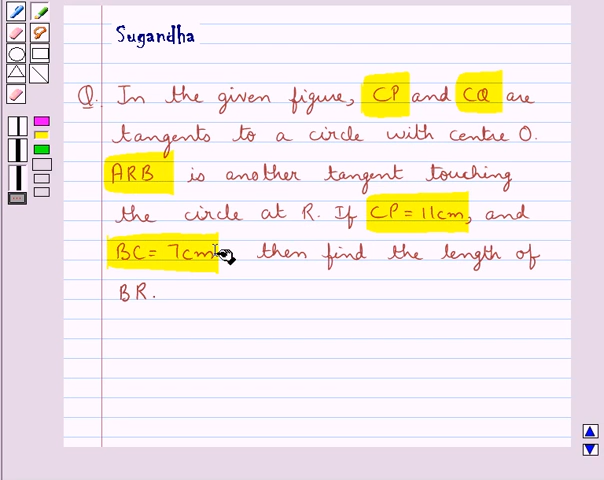 Sugandha
Q. In the given figure, CP and CQ are
tangents to a circle with centre O.
ARB is another tangent touching
the circle at R. If CP = 11cm, and
BC = 7cm, then find the length of
BR.